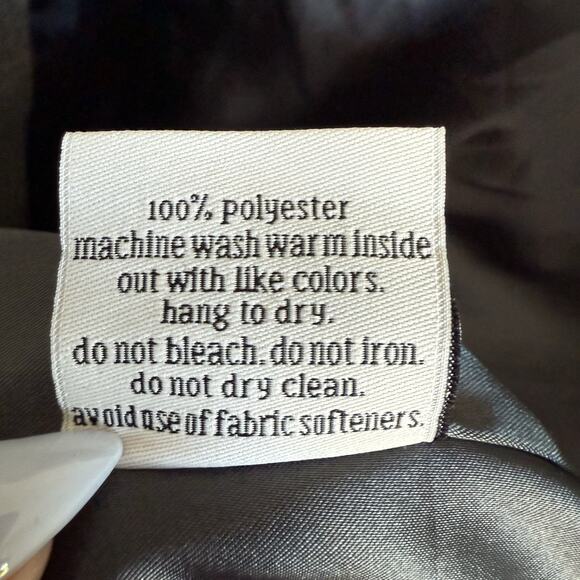 100% polyester
machine wash warm inside
out with like colors.
hang to dry.
do not bleach. do not iron.
do not dry clean.
avoid use of fabric softeners.